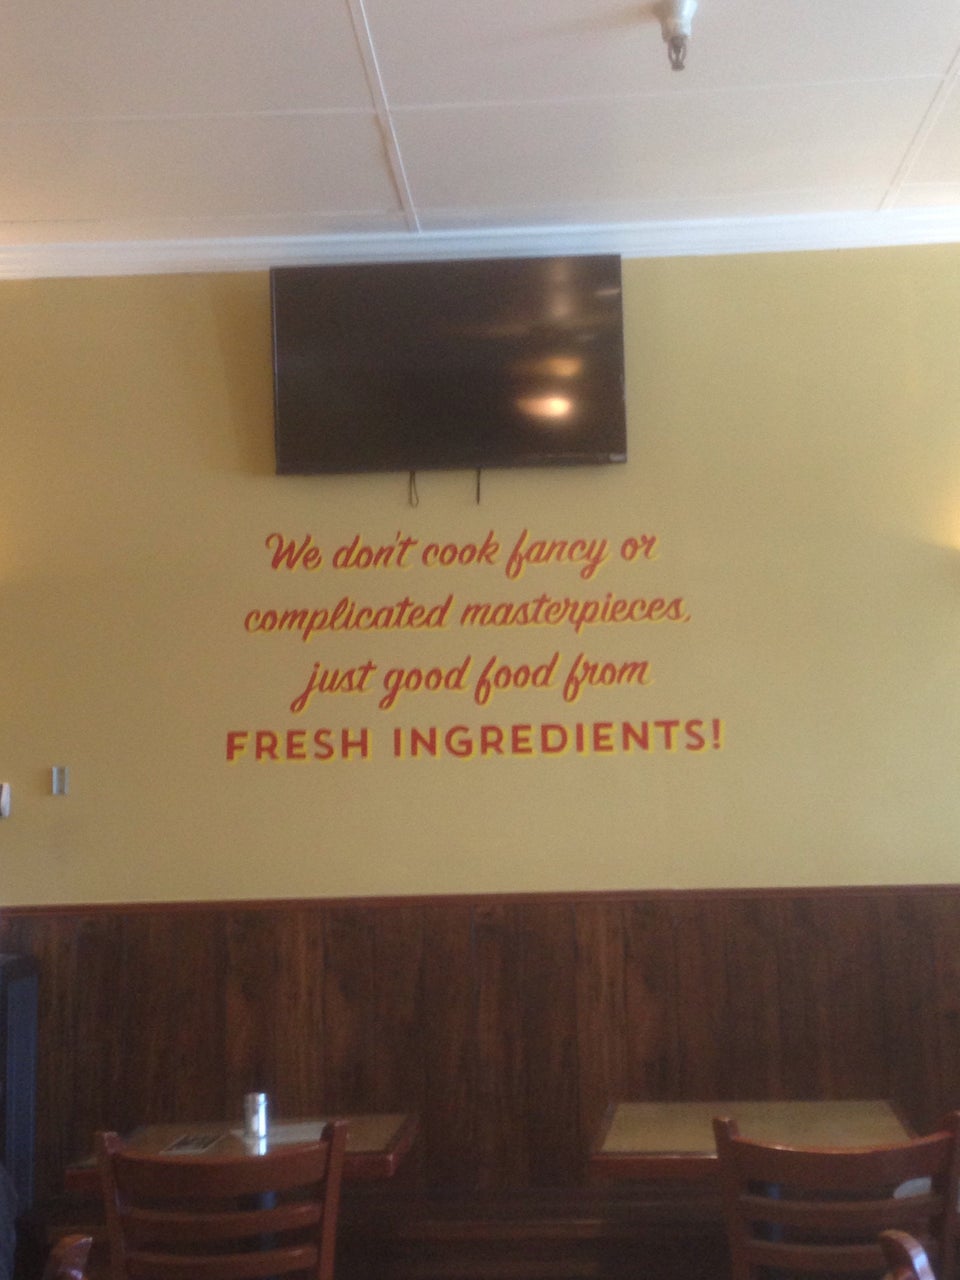 We don't cook fancy or
complicated masterpieces,
just good food from
FRESH INGREDIENTS!